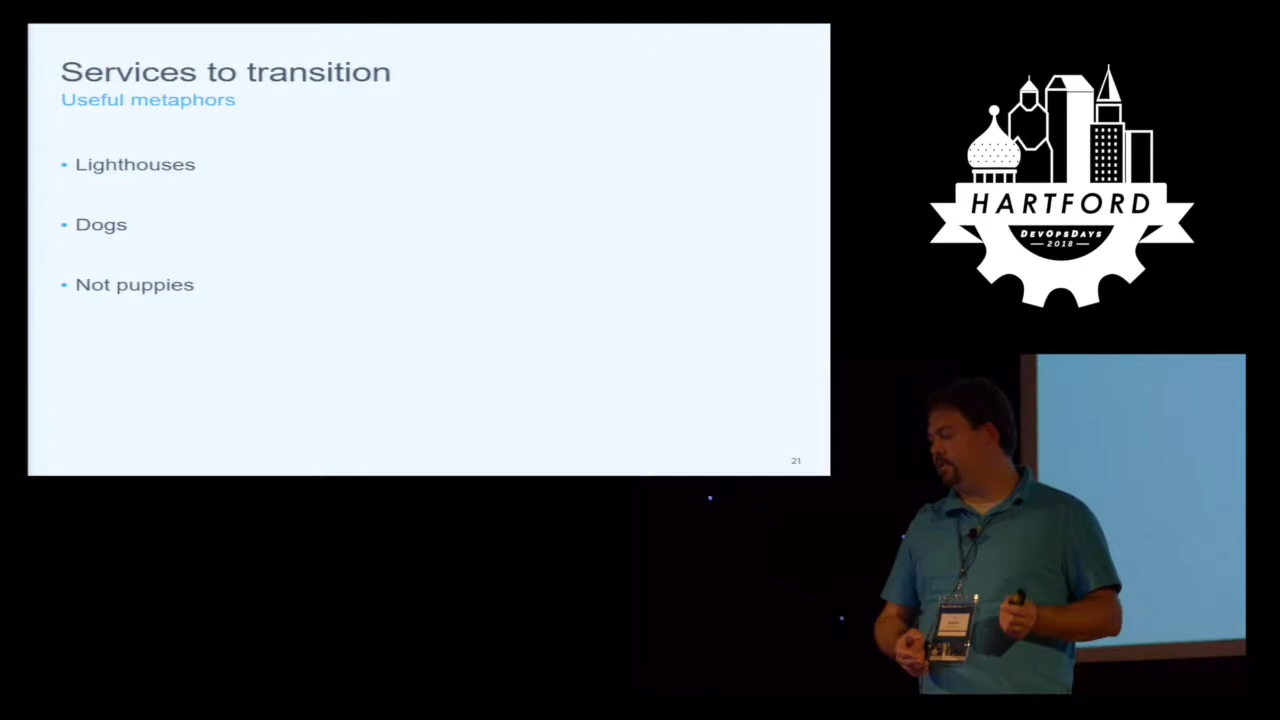 Services to transition
Useful metaphors
• Lighthouses
• Dogs
• Not puppies
21
HARTFORD
DEVOPSDAYS
2018